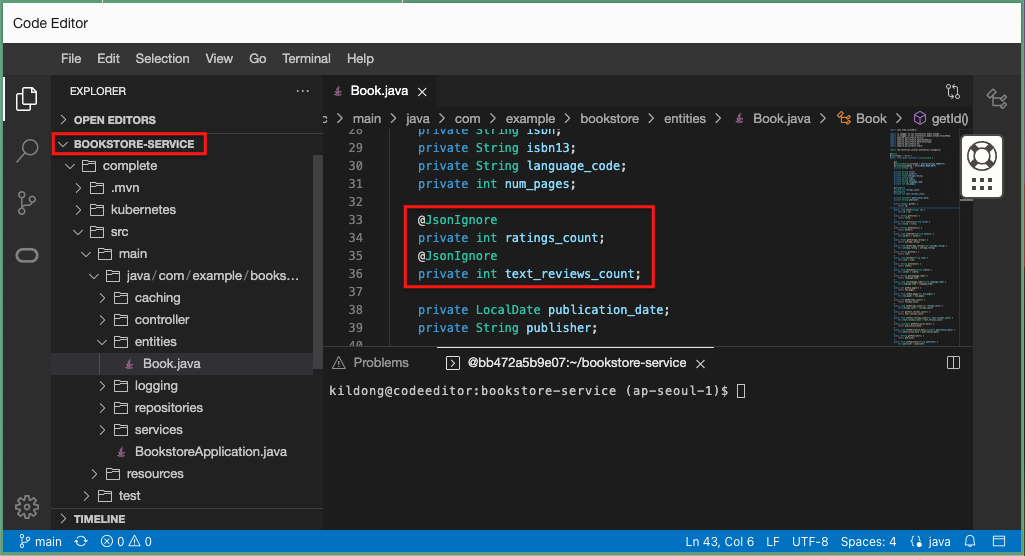 Code Editor
File Edit Selection View Go Terminal Help
EXPLORER ...
OPEN EDITORS
BOOKSTORE-SERVICE
complete
.mvn
kubernetes
src
main
java/com/example/books...
caching
controller
entities
Book.java
logging
repositories
services
BookstoreApplication.java
resources
test
TIMELINE
Book.java
c > main > java > com > example > bookstore > entities > Book.java > Book > getId()
28 private String isbn;
29 private String isbn13;
30 private String language_code;
31 private int num_pages;
32
33 @JsonIgnore
34 private int ratings_count;
35 @JsonIgnore
36 private int text_reviews_count;
37
38 private LocalDate publication_date;
39 private String publisher;
40
Problems
@bb472a5b9e07:~/bookstore-service
kildong@codeeditor:bookstore-service (ap-seoul-1)$
main 0 0 Ln 43, Col 6 LF UTF-8 Spaces: 4 java